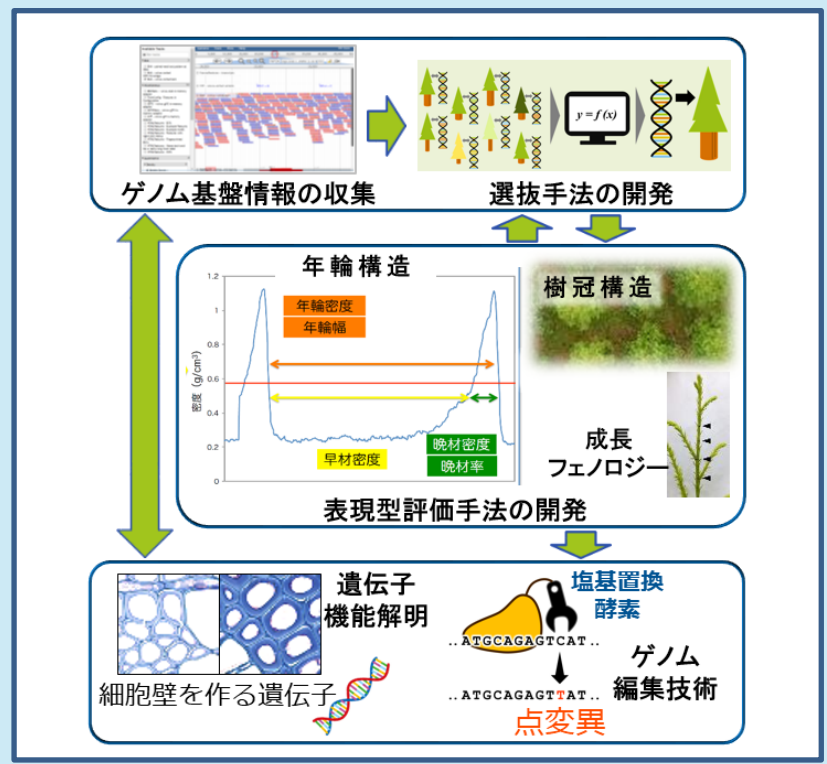 y = f (x)
ゲノム基盤情報の収集
選抜手法の開発
年輪構造
樹冠構造
1.2
1
0.8
0.6
0.4
0.2
0
密度 (g/cm³)
年輪密度
年輪幅
早材密度
晩材密度
晩材率
成長
フェノロジー
表現型評価手法の開発
遺伝子
機能解明
細胞壁を作る遺伝子
塩基置換
酵素
..ATGCAGAGTCAT..
..ATGCAGAGTTAT..
点変異
ゲノム
編集技術